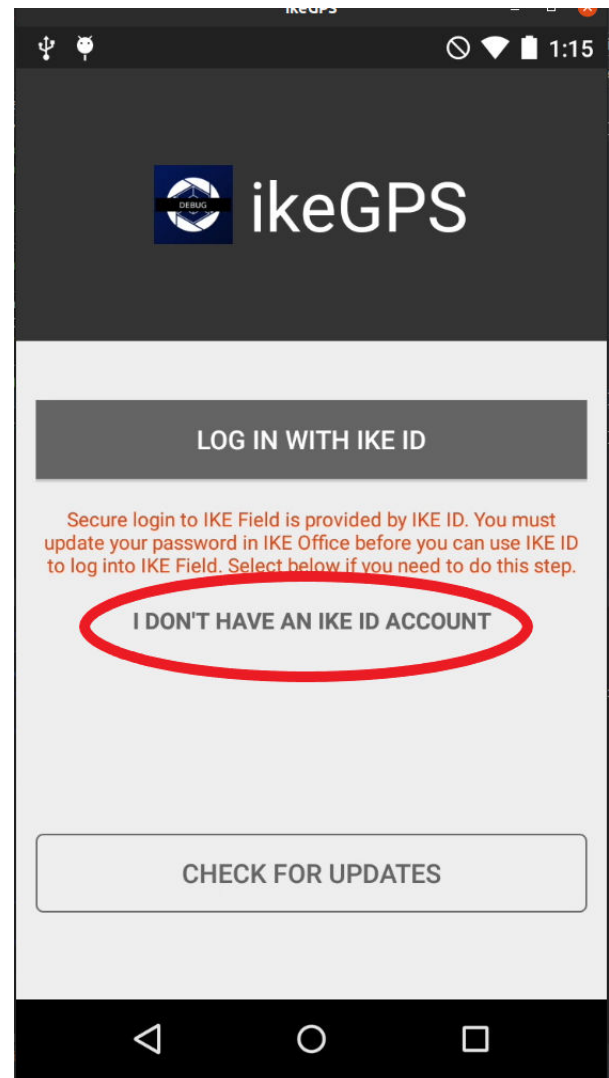 ikeGPS
1:15
DEBUG
ikeGPS
LOG IN WITH IKE ID
Secure login to IKE Field is provided by IKE ID. You must
update your password in IKE Office before you can use IKE ID
to log into IKE Field. Select below if you need to do this step.
I DON'T HAVE AN IKE ID ACCOUNT
CHECK FOR UPDATES